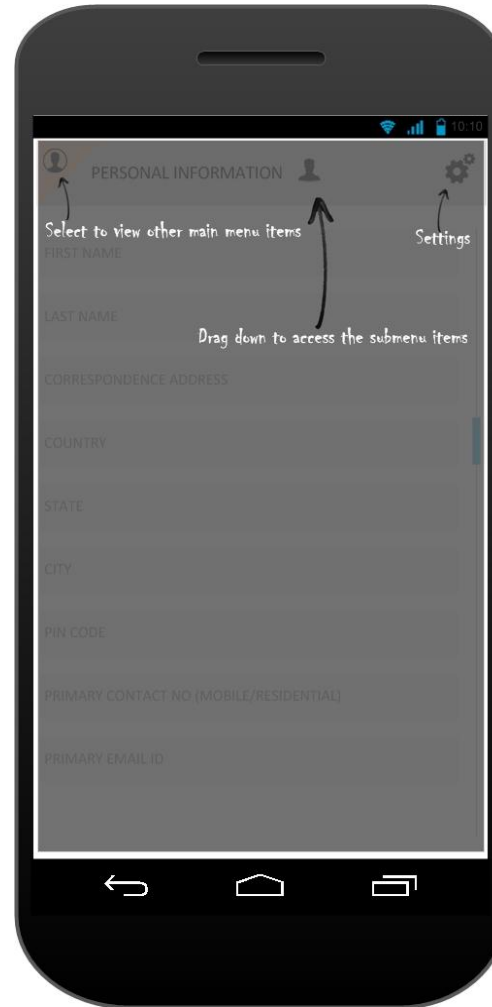 10:10
PERSONAL INFORMATION
Select to view other main menu items
Settings
FIRST NAME
LAST NAME
Drag down to access the submenu items
CORRESPONDENCE ADDRESS
COUNTRY
STATE
CITY
PIN CODE
PRIMARY CONTACT NO (MOBILE/RESIDENTIAL)
PRIMARY EMAIL ID